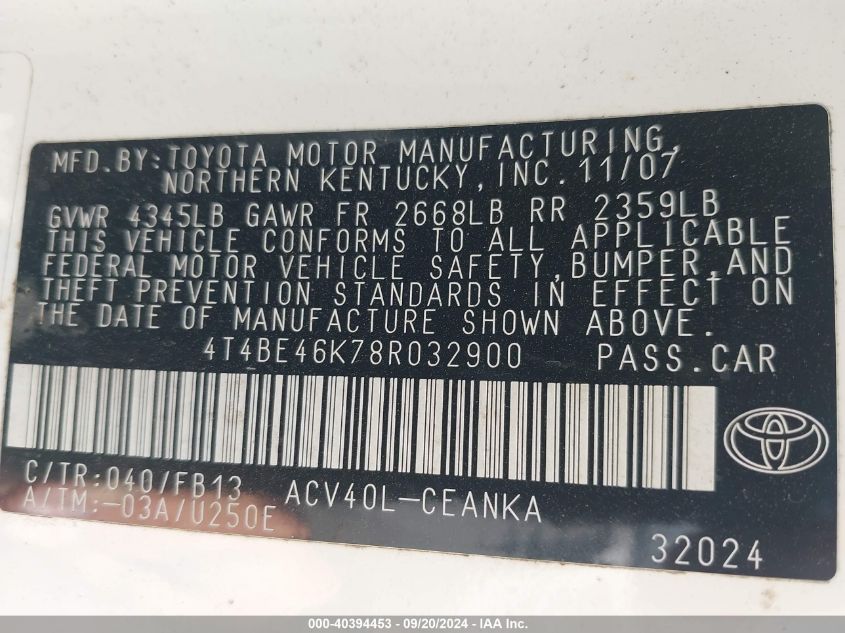 MFD.BY:TOYOTA MOTOR MANUFACTURING,
NORTHERN KENTUCKY,INC.11/07
GVWR 4345LB GAWR FR 2668LB RR 2359LB
THIS VEHICLE CONFORMS TO ALL APPLICABLE
FEDERAL MOTOR VEHICLE SAFETY,BUMPER,AND
THEFT PREVENTION STANDARDS IN EFFECT ON
THE DATE OF MANUFACTURE SHOWN ABOVE.
4T4BE46K78R032900 PASS.CAR
C/TR:040/FB13 ACV40L-CEANKA
A/TM:-03A/U250E
32024
000-40394453 - 09/20/2024 - IAA Inc.